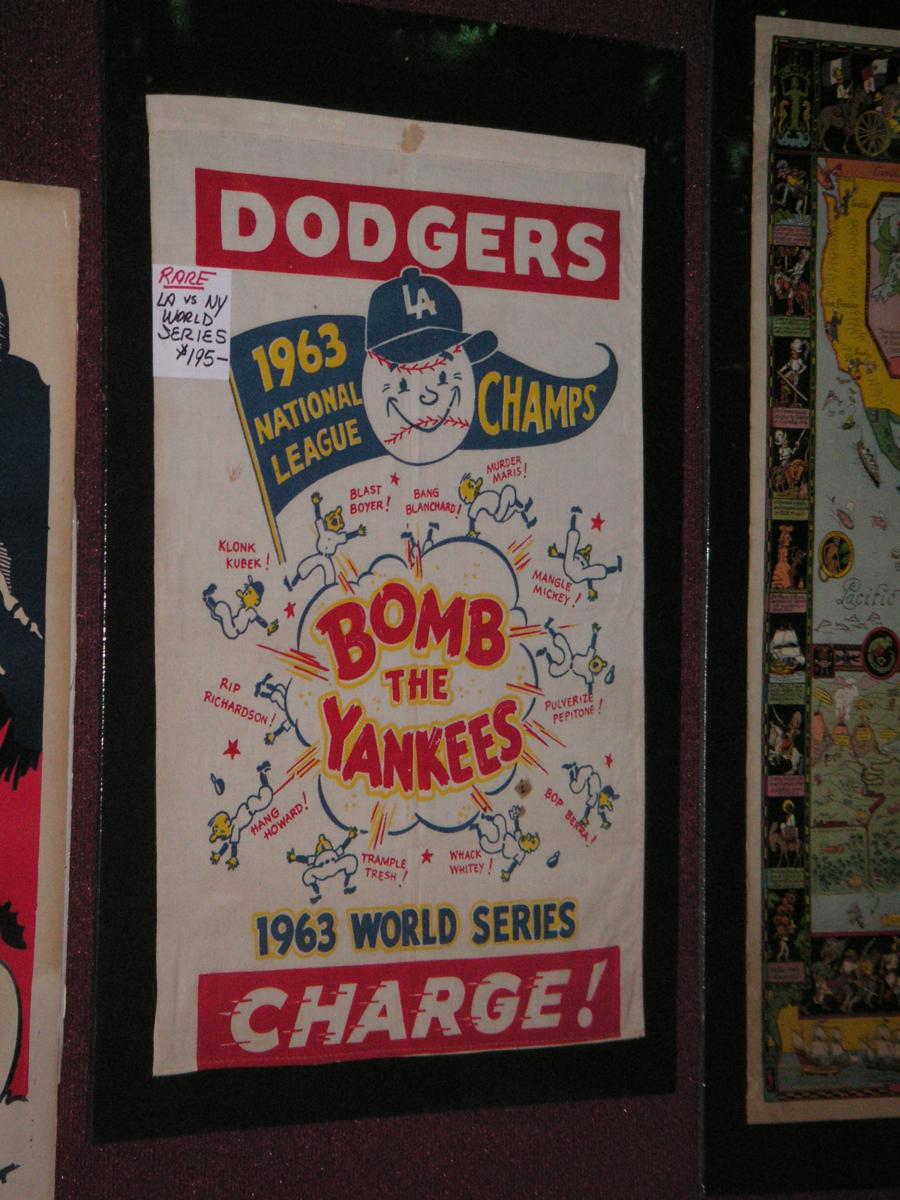 DODGERS
RARE
LA vs NY
WORLD
SERIES
$195-
LA
1963
NATIONAL
LEAGUE
CHAMPS
MURDER
MARIS!
BLAST
BOYER!
BANG
BLANCHARD!
KLONK
KUBEK!
MANGLE
MICKEY!
BOMB
THE
YANKEES
RIP
RICHARDSON!
PULVERIZE
PEPITONE!
HANG
HOWARD!
BOP BERRA!
TRAMPLE
TRESH!
WHACK
WHITEY!
1963 WORLD SERIES
CHARGE!
Pacific